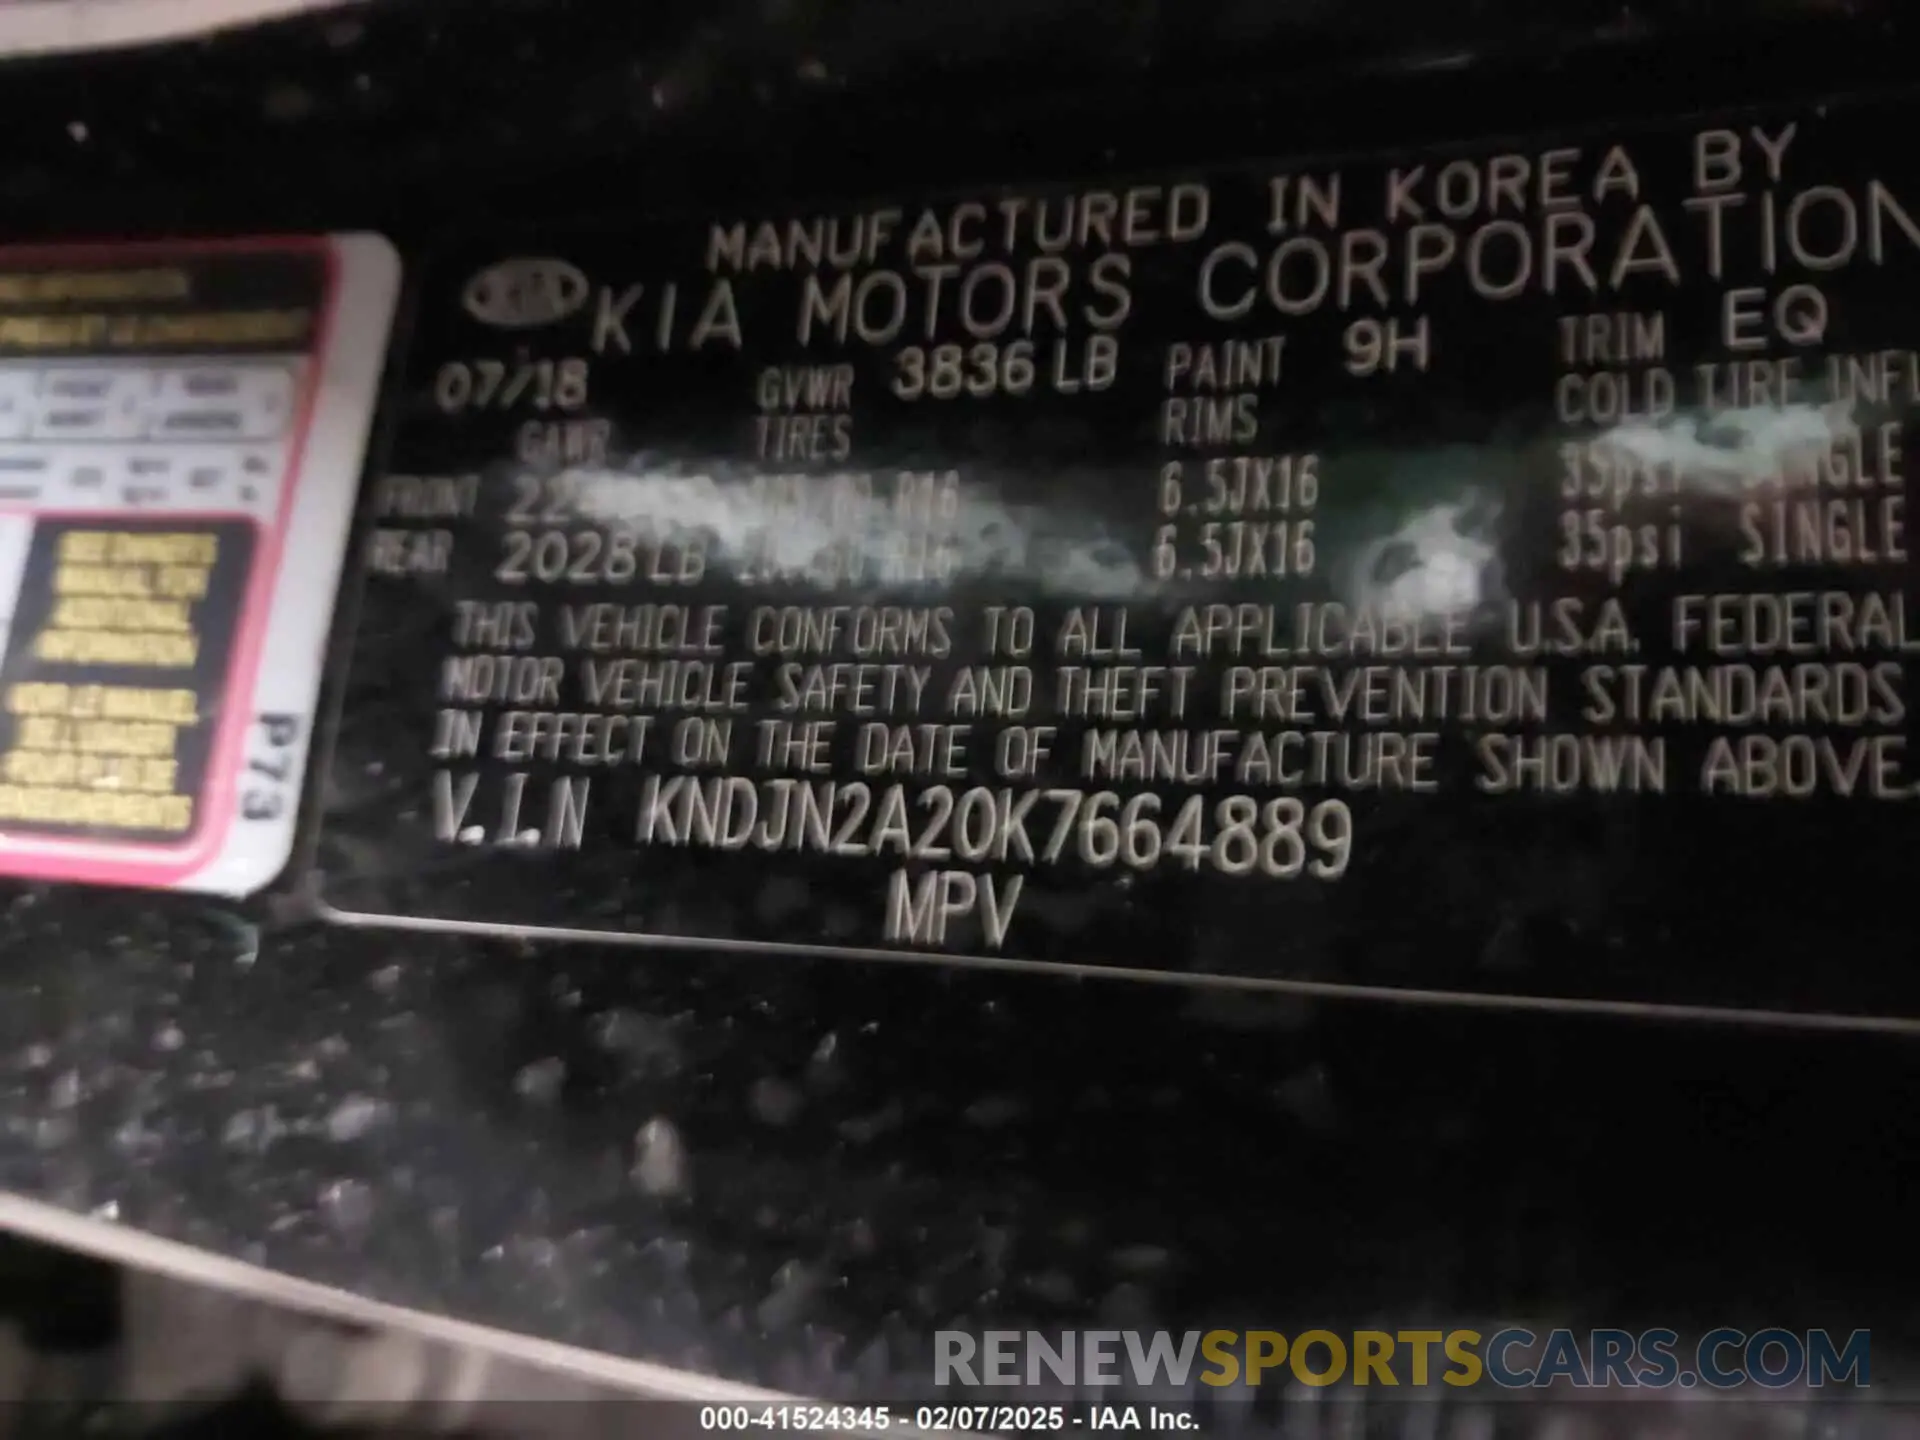 MANUFACTURED IN KOREA BY
KIA KIA MOTORS CORPORATION
07/18 GVWR 3836 LB PAINT 9H TRIM EQ
GAWR TIRES RIMS COLD TIRE
FRONT R16 6.5JX16 35psi
REAR 2028 LB R16 6.5JX16 35psi SINGLE
THIS VEHICLE CONFORMS TO ALL APPLICABLE U.S.A. FEDERAL
MOTOR VEHICLE SAFETY AND THEFT PREVENTION STANDARDS
IN EFFECT ON THE DATE OF MANUFACTURE SHOWN ABOVE.
V.I.N KNDJN2A20K7664889
MPV
P73
RENEWSPORTSCARS.COM
000-41524345 - 02/07/2025 - IAA Inc.